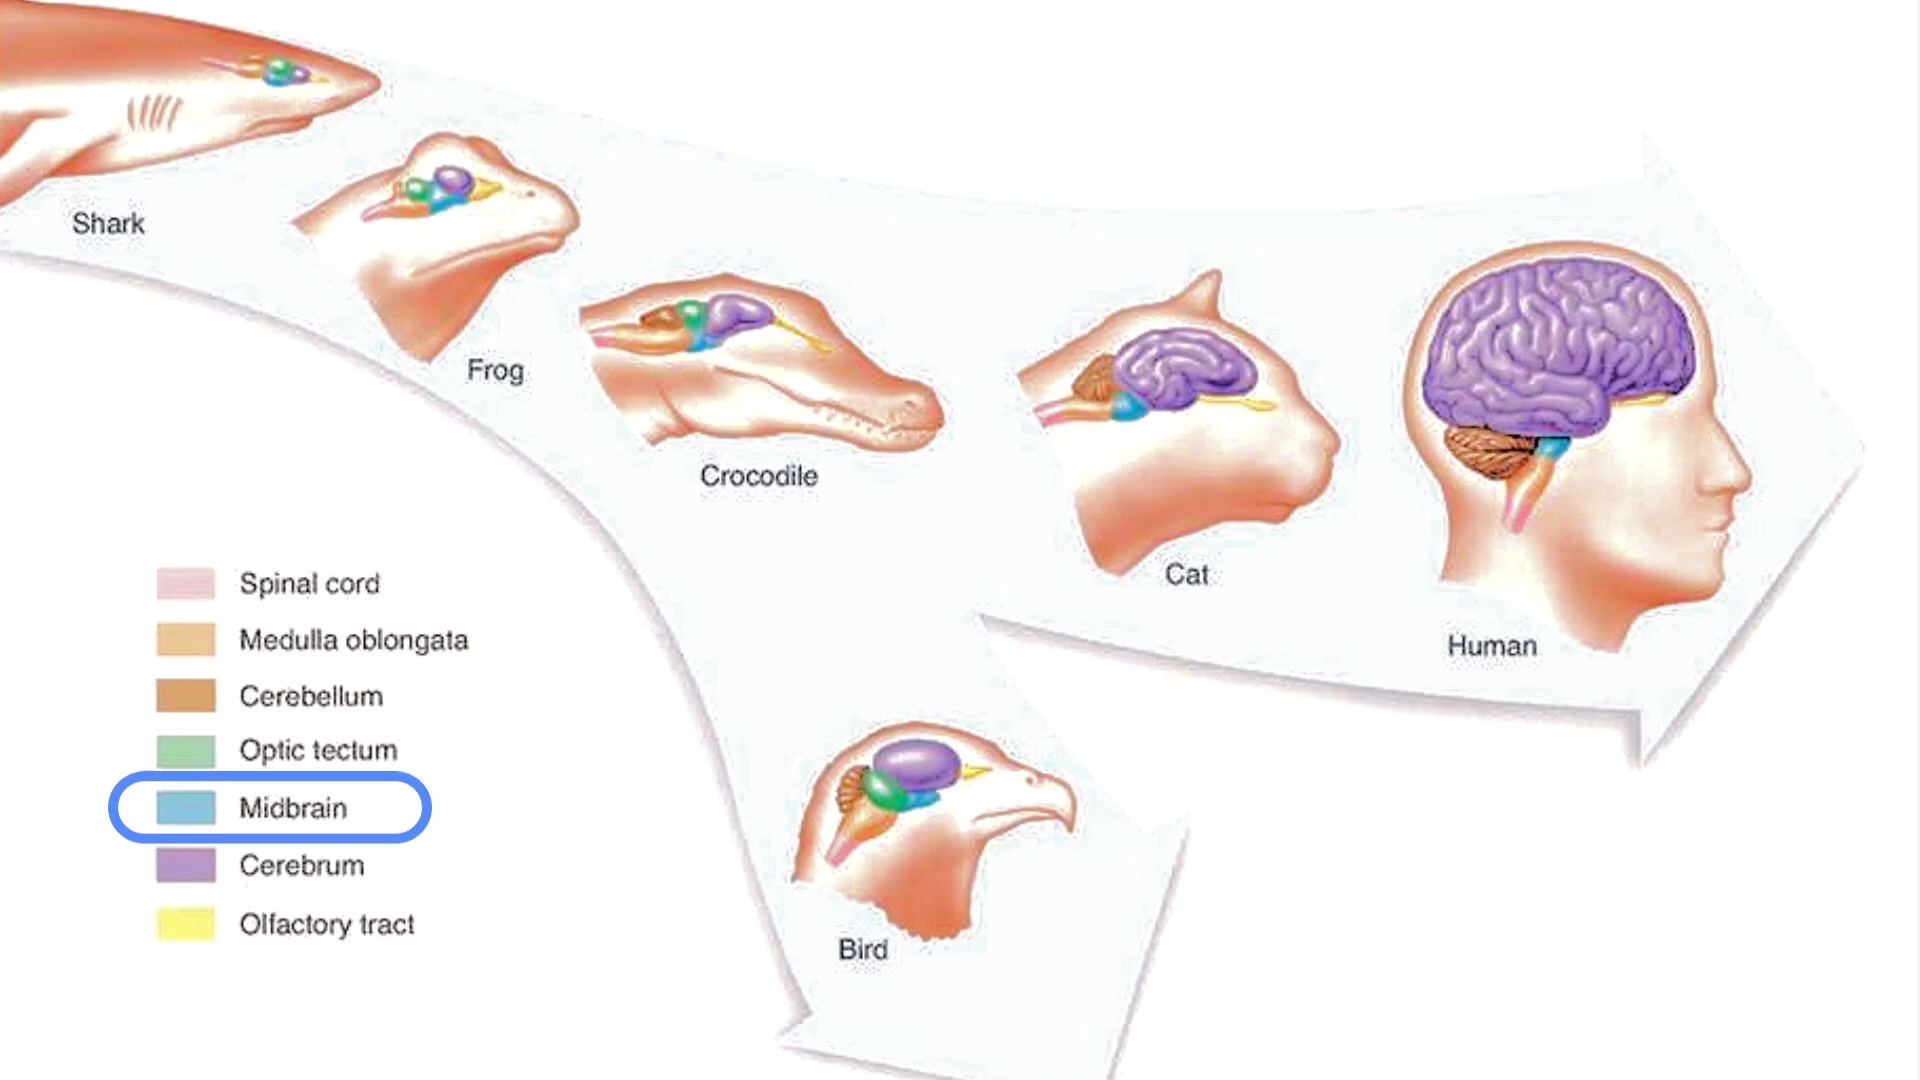 Shark
Frog
Crocodile
Cat
Human
Spinal cord
Medulla oblongata
Cerebellum
Optic tectum
Midbrain
Cerebrum
Olfactory tract
Bird